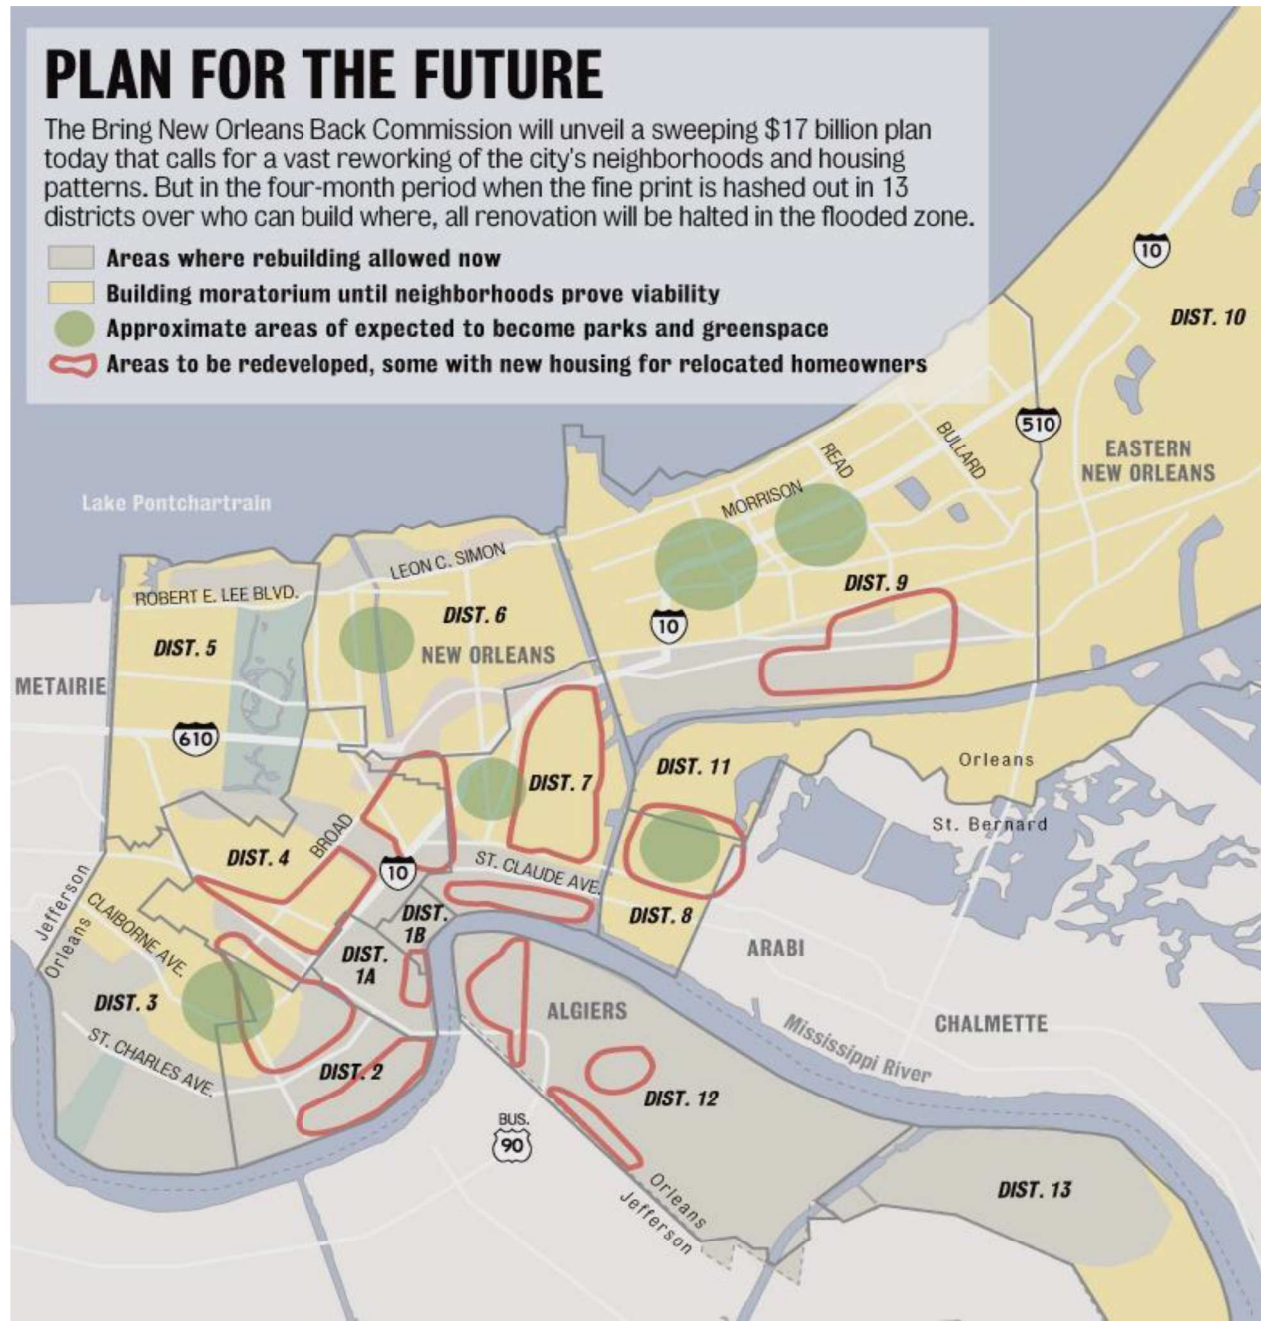 PLAN FOR THE FUTURE
The Bring New Orleans Back Commission will unveil a sweeping $17 billion plan
today that calls for a vast reworking of the city's neighborhoods and housing
patterns. But in the four-month period when the fine print is hashed out in 13
districts over who can build where, all renovation will be halted in the flooded zone.
Areas where rebuilding allowed now
Building moratorium until neighborhoods prove viability
Approximate areas of expected to become parks and greenspace
Areas to be redeveloped, some with new housing for relocated homeowners
10
DIST. 10
510
BULLARD
READ
EASTERN
NEW ORLEANS
MORRISON
Lake Pontchartrain
LEON C. SIMON
ROBERT E. LEE BLVD.
DIST. 9
DIST. 6
10
DIST. 5
NEW ORLEANS
METAIRIE
610
Orleans
DIST. 11
DIST. 7
St. Bernard
BROAD
DIST. 4
10
ST. CLAUDE AVE.
Jefferson
Orleans
CLAIBORNE AVE.
DIST.
1B
DIST. 8
DIST.
1A
ARABI
DIST. 3
ALGIERS
CHALMETTE
Mississippi River
ST. CHARLES AVE.
DIST. 2
DIST. 12
BUS.
90
Orleans
Jefferson
DIST. 13